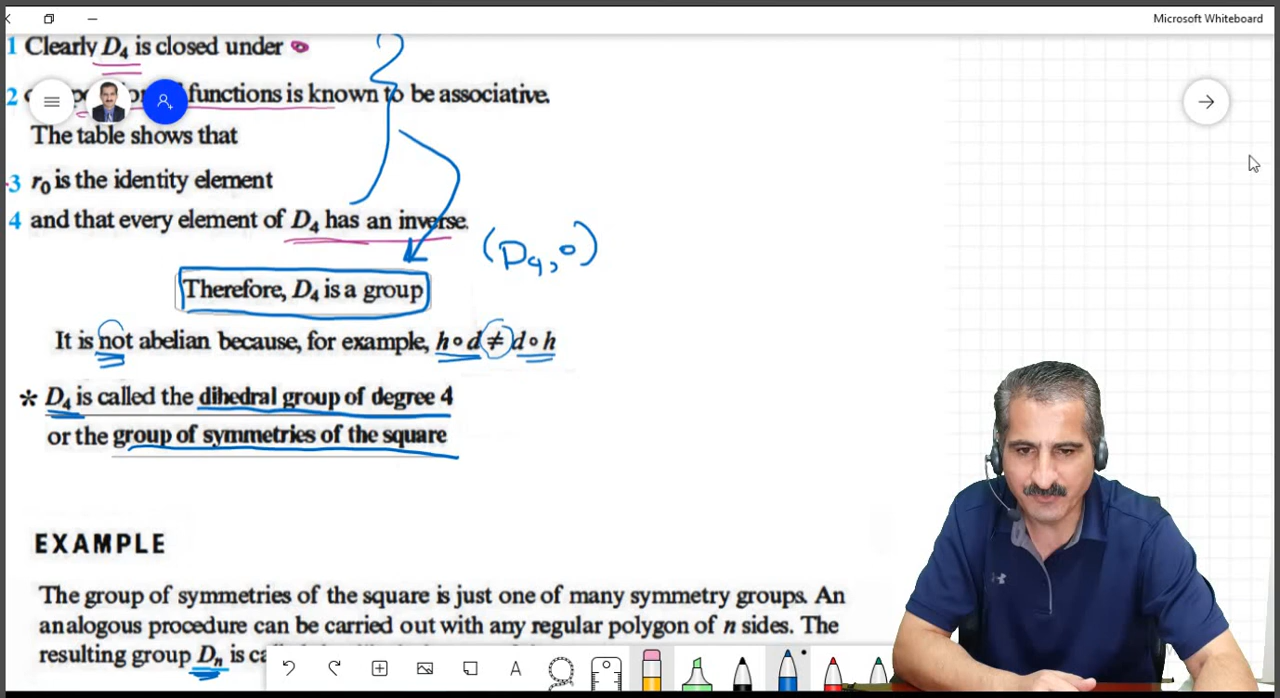 Microsoft Whiteboard
1 Clearly D4 is closed under
2 functions is known to be associative.
The table shows that
3 r0 is the identity element
4 and that every element of D4 has an inverse.
(D4, ∘)
Therefore, D4 is a group
It is not abelian because, for example, h ∘ d ≠ d ∘ h
* D4 is called the dihedral group of degree 4
or the group of symmetries of the square
EXAMPLE
The group of symmetries of the square is just one of many symmetry groups. An
analogous procedure can be carried out with any regular polygon of n sides. The
resulting group Dn is
A